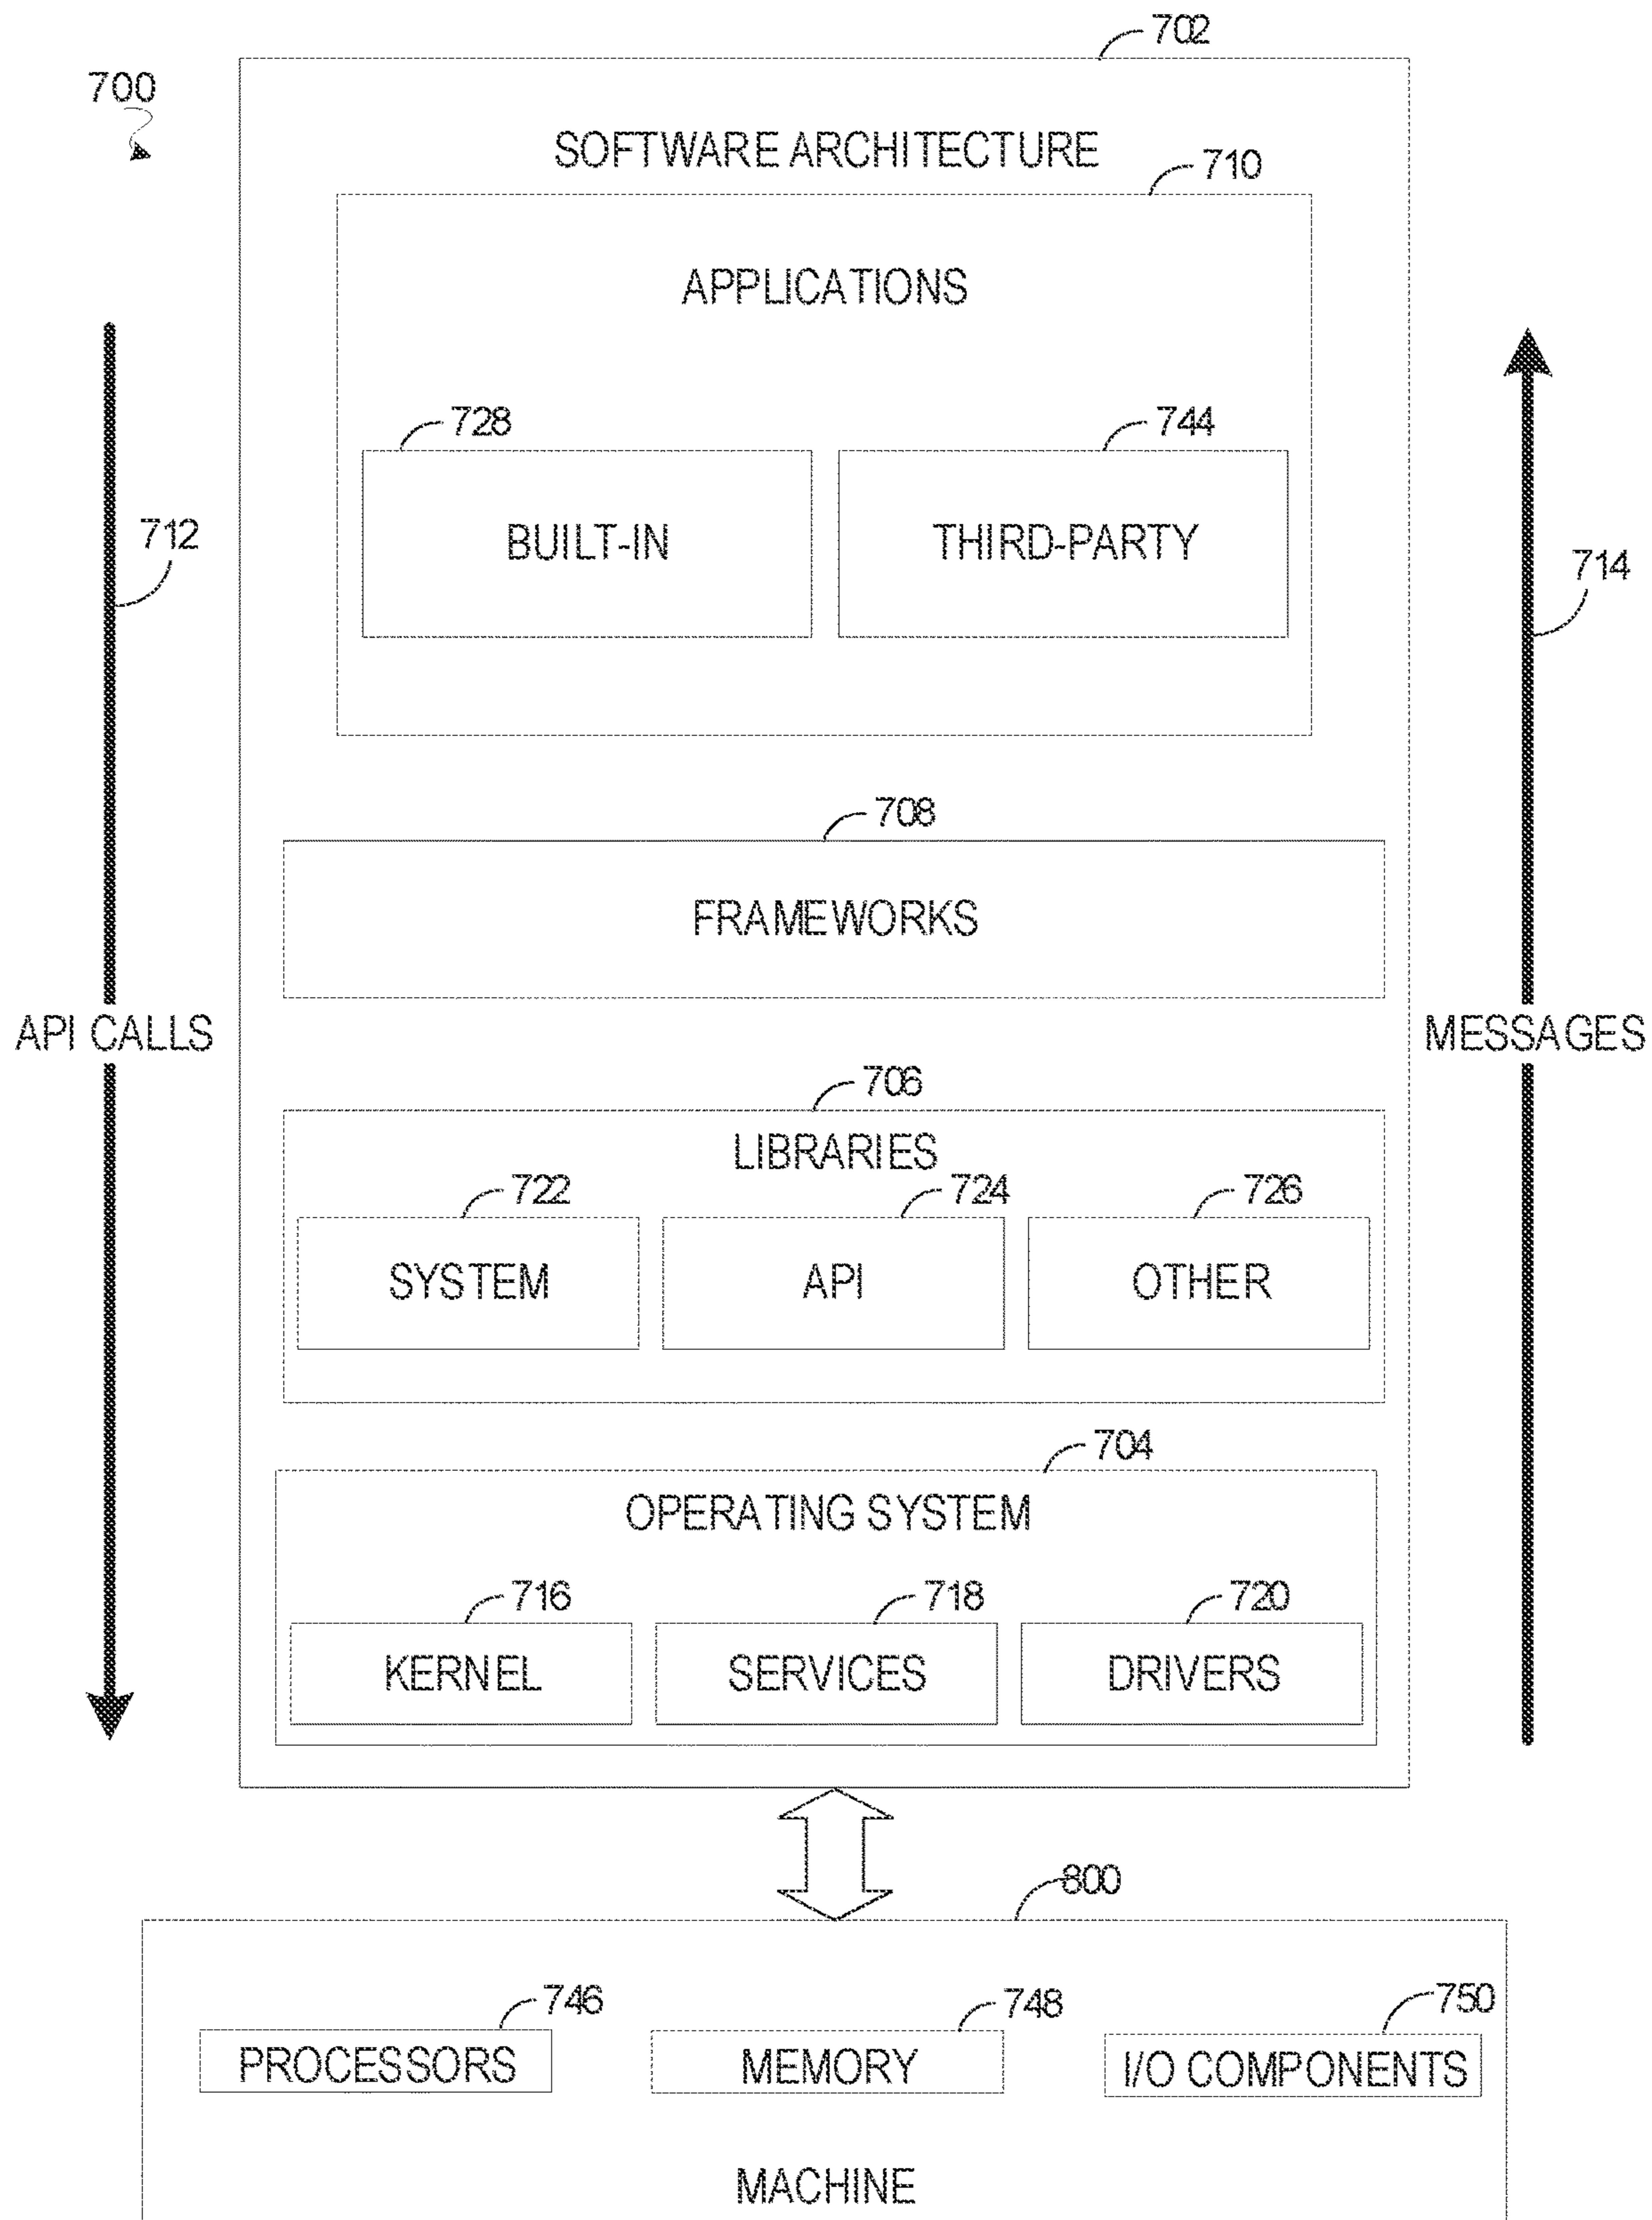 702
700
SOFTWARE ARCHITECTURE
710
APPLICATIONS
728
744
BUILT-IN
THIRD-PARTY
712
714
708
FRAMEWORKS
API CALLS
MESSAGES
706
LIBRARIES
722
724
726
SYSTEM
API
OTHER
704
OPERATING SYSTEM
716
718
720
KERNEL
SERVICES
DRIVERS
800
746
748
750
PROCESSORS
MEMORY
I/O COMPONENTS
MACHINE